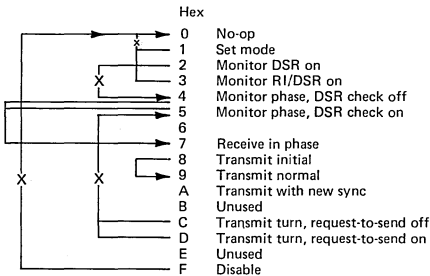 Hex
0 No-op
1 Set mode
2 Monitor DSR on
3 Monitor RI/DSR on
4 Monitor phase, DSR check off
5 Monitor phase, DSR check on
6
7 Receive in phase
8 Transmit initial
9 Transmit normal
A Transmit with new sync
B Unused
C Transmit turn, request-to-send off
D Transmit turn, request-to-send on
E Unused
F Disable